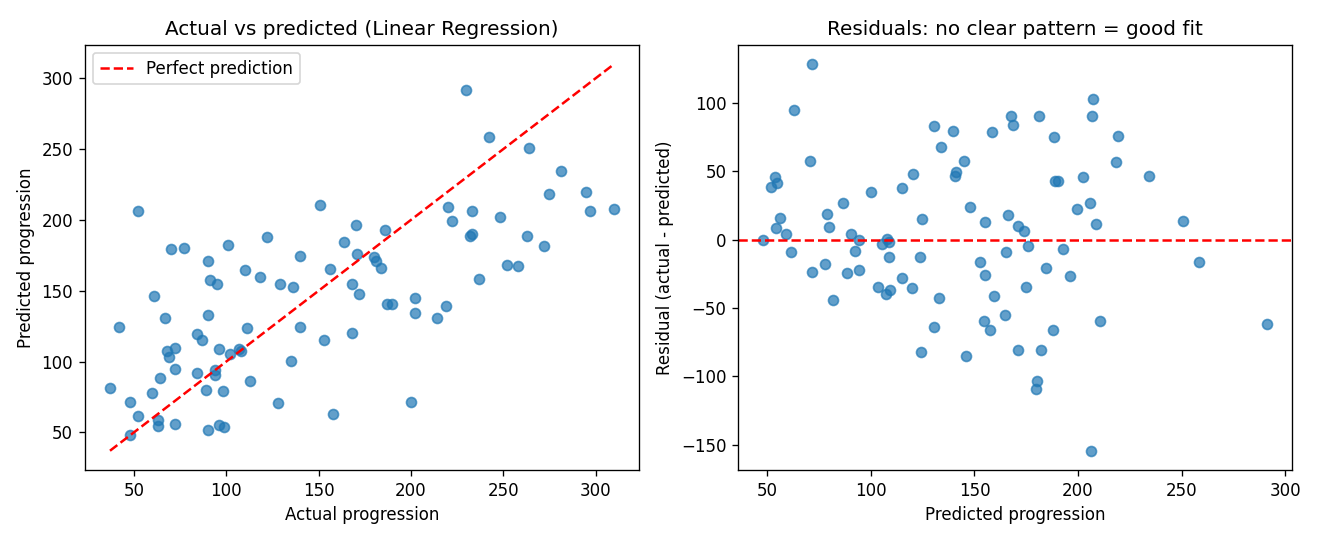 Actual vs predicted (Linear Regression)
Perfect prediction
300
250
200
150
100
50
Predicted progression
50 100 150 200 250 300
Actual progression
Residuals: no clear pattern = good fit
100
50
0
−50
−100
−150
Residual (actual - predicted)
50 100 150 200 250 300
Predicted progression